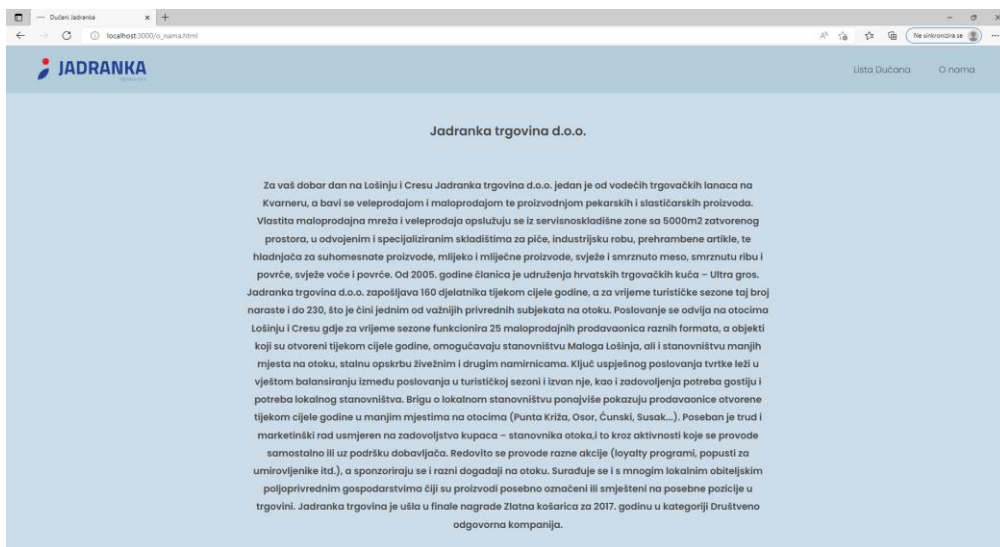 Dućani Jadranka
localhost:3000/o_nama.html
Ne sinkronizira se
JADRANKA
Lista Dućana O nama
Jadranka trgovina d.o.o.
Za vaš dobar dan na Lošinju i Cresu Jadranka trgovina d.o.o. jedan je od vodećih trgovačkih lanaca na
Kvarneru, a bavi se veleprodajom i maloprodajom te proizvodnjom pekarskih i slastičarskih proizvoda.
Vlastita maloprodajna mreža i veleprodaja opslužuju se iz servisnoskladišne zone sa 5000m2 zatvorenog
prostora, u odvojenim i specijaliziranim skladištima za piće, industrijsku robu, prehrambene artikle, te
hladnjača za suhomesnate proizvode, mlijeko i mliječne proizvode, svježe i smrznuto meso, smrznutu ribu i
povrće, svježe voće i povrće. Od 2005. godine članica je udruženja hrvatskih trgovačkih kuća – Ultra gros.
Jadranka trgovina d.o.o. zapošljava 160 djelatnika tijekom cijele godine, a za vrijeme turističke sezone taj broj
naraste i do 230, što je čini jednim od važnijih privrednih subjekata na otoku. Poslovanje se odvija na otocima
Lošinju i Cresu gdje za vrijeme sezone funkcionira 25 maloprodajnih prodavaonica raznih formata, a objekti
koji su otvoreni tijekom cijele godine, omogućavaju stanovništvu Maloga Lošinja, ali i stanovništvu manjih
mjesta na otoku, stalnu opskrbu živežnim i drugim namirnicama. Ključ uspješnog poslovanja tvrtke leži u
vještom balansiranju između poslovanja u turističkoj sezoni i izvan nje, kao i zadovoljenja potreba gostiju i
potreba lokalnog stanovništva. Brigu o lokalnom stanovništvu ponajviše pokazuju prodavaonice otvorene
tijekom cijele godine u manjim mjestima na otocima (Punta Križa, Osor, Ćunski, Susak...). Poseban je trud i
marketinški rad usmjeren na zadovoljstvo kupaca – stanovnika otoka,i to kroz aktivnosti koje se provode
samostalno ili uz podršku dobavljača. Redovito se provode razne akcije (loyalty programi, popusti za
umirovljenike itd.), a sponzoriraju se i razni događaji na otoku. Surađuje se i s mnogim lokalnim obiteljskim
poljoprivrednim gospodarstvima čiji su proizvodi posebno označeni ili smješteni na posebne pozicije u
trgovini. Jadranka trgovina je ušla u finale nagrade Zlatna košarica za 2017. godinu u kategoriji Društveno
odgovorna kompanija.